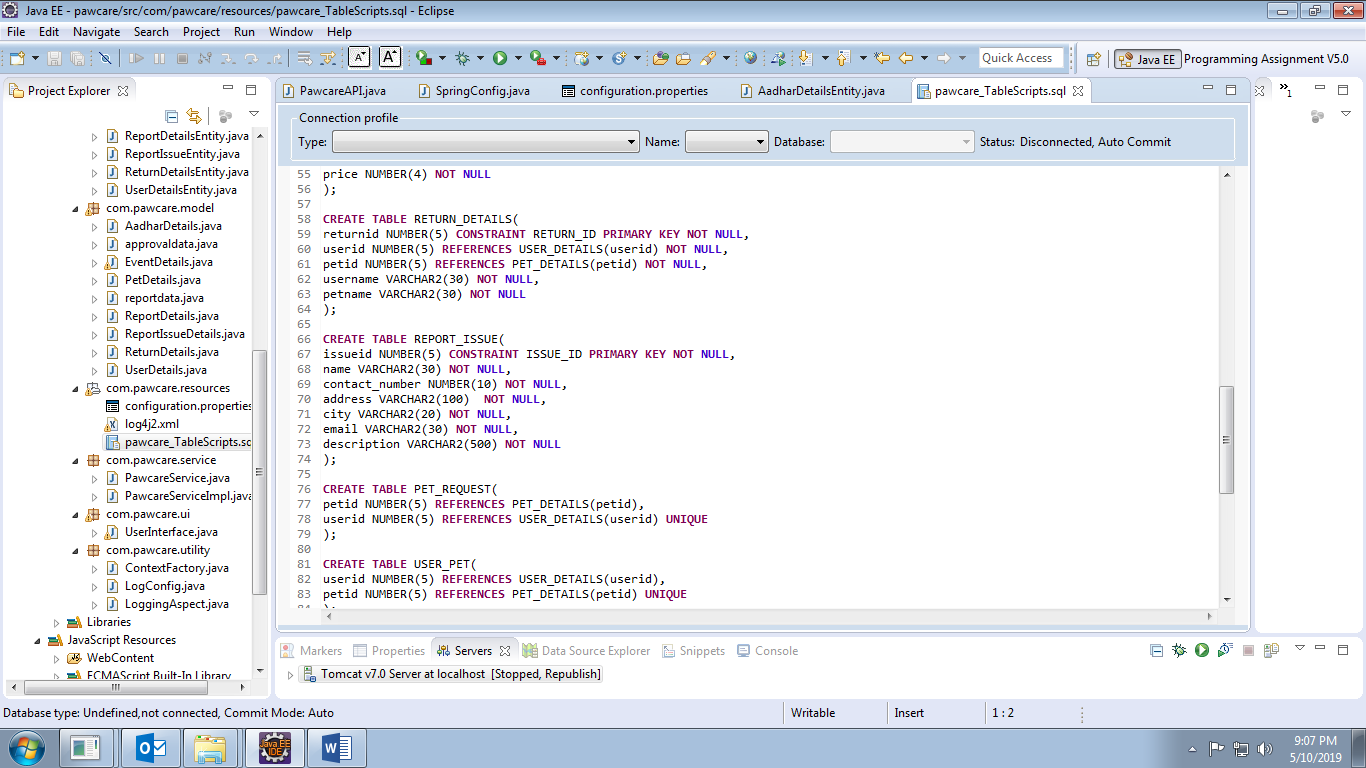 Java EE - pawcare/src/com/pawcare/resources/pawcare_TableScripts.sql - Eclipse
File Edit Navigate Search Project Run Window Help
Quick Access
Java EE
Programming Assignment V5.0
Project Explorer
ReportDetailsEntity.java
ReportIssueEntity.java
ReturnDetailsEntity.java
UserDetailsEntity.java
com.pawcare.model
AadharDetails.java
approvaldata.java
EventDetails.java
PetDetails.java
reportdata.java
ReportDetails.java
ReportIssueDetails.java
ReturnDetails.java
UserDetails.java
com.pawcare.resources
configuration.properties
log4j2.xml
pawcare_TableScripts.sq
com.pawcare.service
PawcareService.java
PawcareServiceImpl.java
com.pawcare.ui
UserInterface.java
com.pawcare.utility
ContextFactory.java
LogConfig.java
LoggingAspect.java
Libraries
JavaScript Resources
WebContent
ECMAScript Built-In Library
PawcareAPI.java SpringConfig.java configuration.properties AadharDetailsEntity.java pawcare_TableScripts.sql
Connection profile
Type: Name: Database: Status: Disconnected, Auto Commit
55 price NUMBER(4) NOT NULL
56 );
57
58 CREATE TABLE RETURN_DETAILS(
59 returnid NUMBER(5) CONSTRAINT RETURN_ID PRIMARY KEY NOT NULL,
60 userid NUMBER(5) REFERENCES USER_DETAILS(userid) NOT NULL,
61 petid NUMBER(5) REFERENCES PET_DETAILS(petid) NOT NULL,
62 username VARCHAR2(30) NOT NULL,
63 petname VARCHAR2(30) NOT NULL
64 );
65
66 CREATE TABLE REPORT_ISSUE(
67 issueid NUMBER(5) CONSTRAINT ISSUE_ID PRIMARY KEY NOT NULL,
68 name VARCHAR2(30) NOT NULL,
69 contact_number NUMBER(10) NOT NULL,
70 address VARCHAR2(100)  NOT NULL,
71 city VARCHAR2(20) NOT NULL,
72 email VARCHAR2(30) NOT NULL,
73 description VARCHAR2(500) NOT NULL
74 );
75
76 CREATE TABLE PET_REQUEST(
77 petid NUMBER(5) REFERENCES PET_DETAILS(petid),
78 userid NUMBER(5) REFERENCES USER_DETAILS(userid) UNIQUE
79 );
80
81 CREATE TABLE USER_PET(
82 userid NUMBER(5) REFERENCES USER_DETAILS(userid),
83 petid NUMBER(5) REFERENCES PET_DETAILS(petid) UNIQUE
84 );
Markers Properties Servers Data Source Explorer Snippets Console
Tomcat v7.0 Server at localhost [Stopped, Republish]
Database type: Undefined,not connected, Commit Mode: Auto
Writable
Insert
1 : 2
9:07 PM
5/10/2019